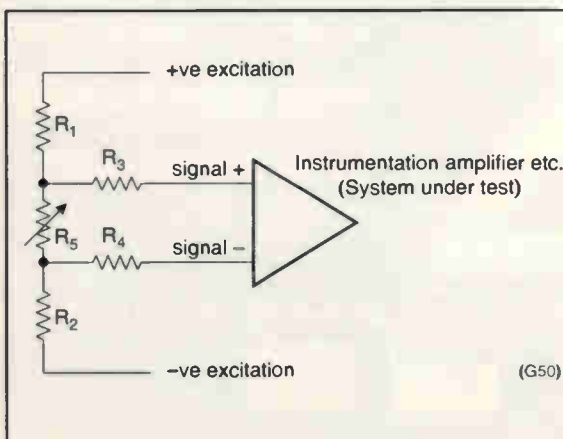 +ve excitation
R1
R3
signal +
Instrumentation amplifier etc.
(System under test)
R5
R4
signal –
R2
–ve excitation
(G50)